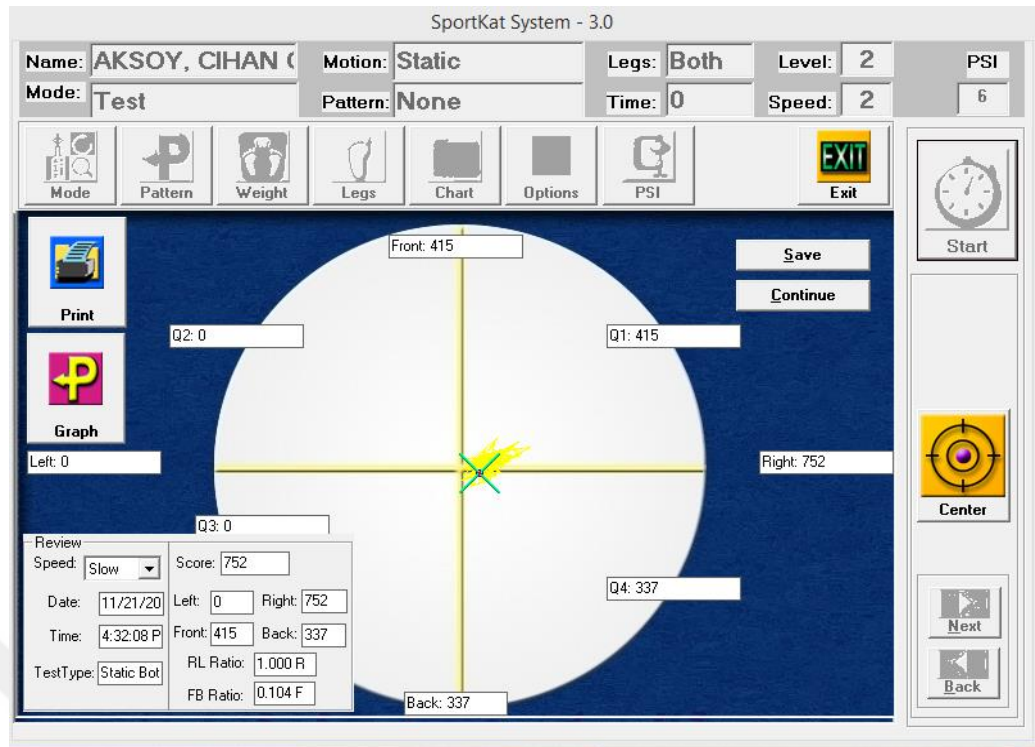 SportKat System - 3.0
Name: AKSOY, CIHAN ( Motion: Static Legs: Both Level: 2 PSI
Mode: Test Pattern: None Time: 0 Speed: 2 6
Mode Pattern Weight Legs Chart Options PSI Exit
EXIT
Start
Print
Front: 415
Save
Continue
Q2: 0
Q1: 415
Graph
Left: 0
Right: 752
Center
Q3: 0
Q4: 337
Review
Speed: Slow Score: 752
Date: 11/21/20 Left: 0 Right: 752
Time: 4:32:08 P Front: 415 Back: 337
TestType: Static Bot RL Ratio: 1.000 R
FB Ratio: 0.104 F
Back: 337
Next
Back